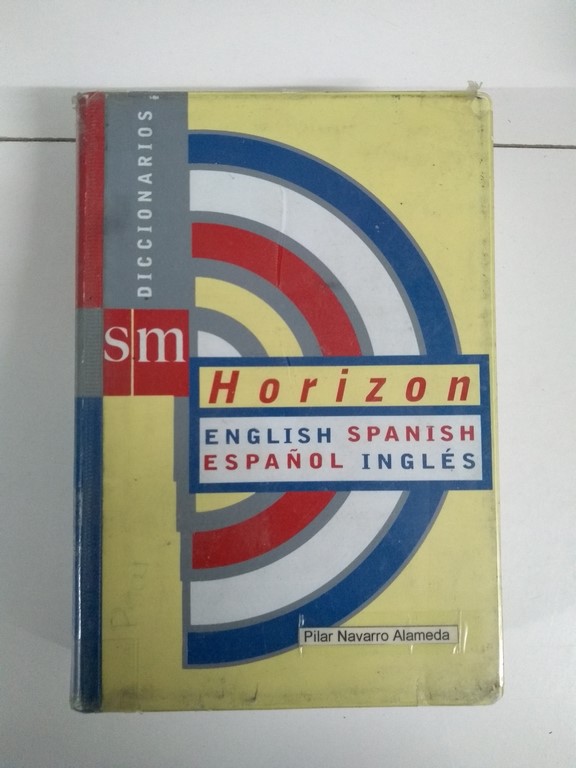 DICCIONARIOS
sm
Horizon
ENGLISH SPANISH
ESPAÑOL INGLÉS
Pilar Navarro Alameda